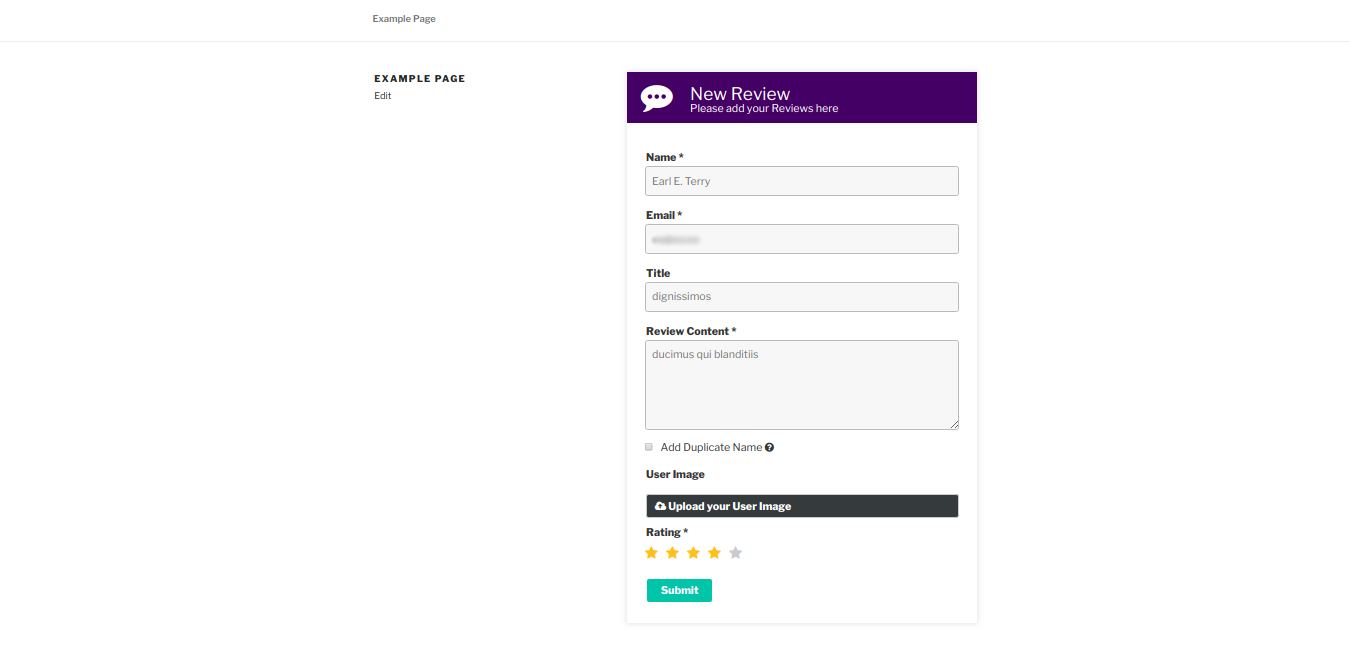 Example Page
EXAMPLE PAGE
Edit
New Review
Please add your Reviews here
Name *
Earl E. Terry
Email *
Title
dignissimos
Review Content *
ducimus qui blanditiis
Add Duplicate Name
User Image
Upload your User Image
Rating *
Submit